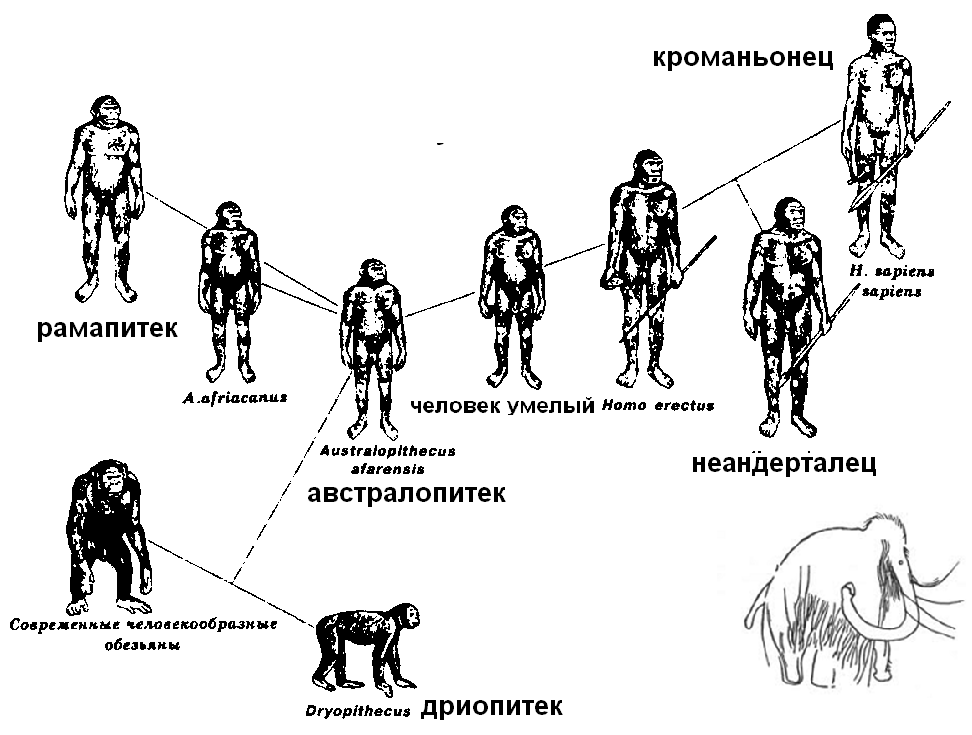 кроманьонец
H. sapiens
sapiens
рамапитек
A.afriacanus
человек умелый Homo erectus
Australopithecus
afarensis
австралопитек
неандерталец
Современные человекообразные
обезьяны
Dryopithecus дриопитек